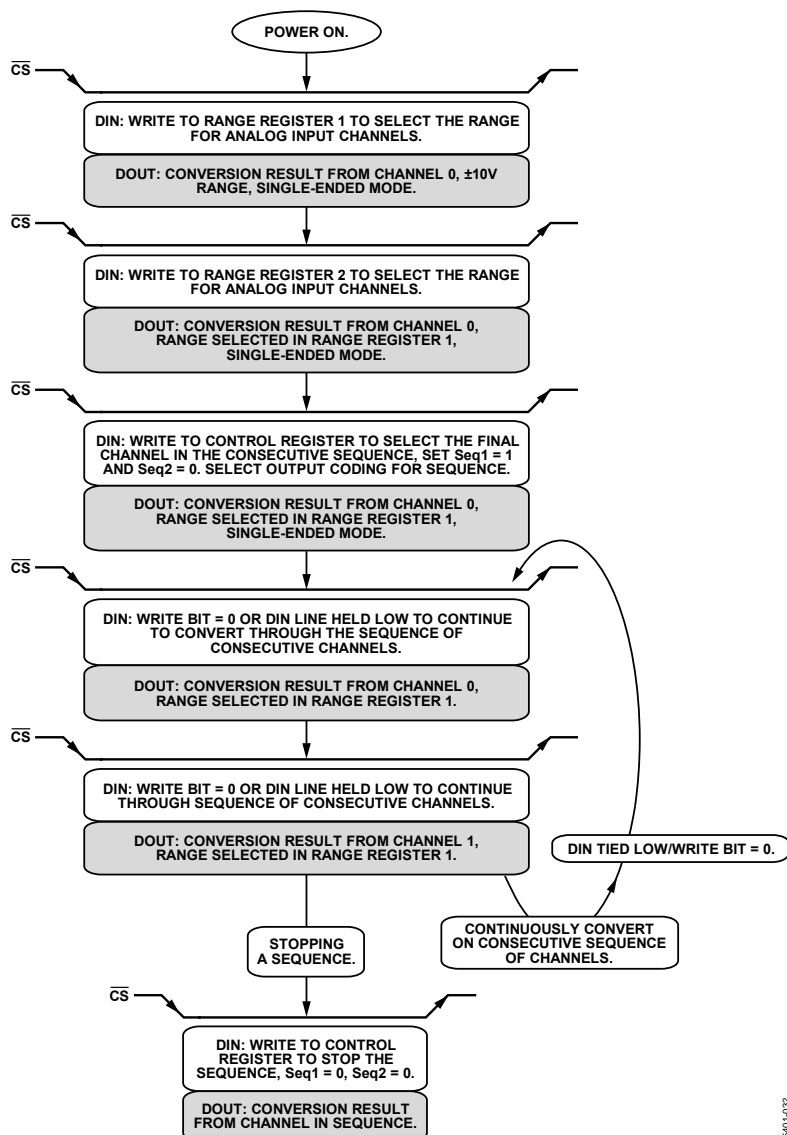 POWER ON.
CS
DIN: WRITE TO RANGE REGISTER 1 TO SELECT THE RANGE
FOR ANALOG INPUT CHANNELS.
DOUT: CONVERSION RESULT FROM CHANNEL 0, ±10V
RANGE, SINGLE-ENDED MODE.
CS
DIN: WRITE TO RANGE REGISTER 2 TO SELECT THE RANGE
FOR ANALOG INPUT CHANNELS.
DOUT: CONVERSION RESULT FROM CHANNEL 0,
RANGE SELECTED IN RANGE REGISTER 1,
SINGLE-ENDED MODE.
CS
DIN: WRITE TO CONTROL REGISTER TO SELECT THE FINAL
CHANNEL IN THE CONSECUTIVE SEQUENCE, SET Seq1 = 1
AND Seq2 = 0. SELECT OUTPUT CODING FOR SEQUENCE.
DOUT: CONVERSION RESULT FROM CHANNEL 0,
RANGE SELECTED IN RANGE REGISTER 1,
SINGLE-ENDED MODE.
CS
DIN: WRITE BIT = 0 OR DIN LINE HELD LOW TO CONTINUE
TO CONVERT THROUGH THE SEQUENCE OF
CONSECUTIVE CHANNELS.
DOUT: CONVERSION RESULT FROM CHANNEL 0,
RANGE SELECTED IN RANGE REGISTER 1.
CS
DIN: WRITE BIT = 0 OR DIN LINE HELD LOW TO CONTINUE
THROUGH SEQUENCE OF CONSECUTIVE CHANNELS.
DOUT: CONVERSION RESULT FROM CHANNEL 1,
RANGE SELECTED IN RANGE REGISTER 1.
DIN TIED LOW/WRITE BIT = 0.
STOPPING
A SEQUENCE.
CONTINUOUSLY CONVERT
ON CONSECUTIVE SEQUENCE
OF CHANNELS.
CS
DIN: WRITE TO CONTROL
REGISTER TO STOP THE
SEQUENCE, Seq1 = 0, Seq2 = 0.
DOUT: CONVERSION RESULT
FROM CHANNEL IN SEQUENCE.